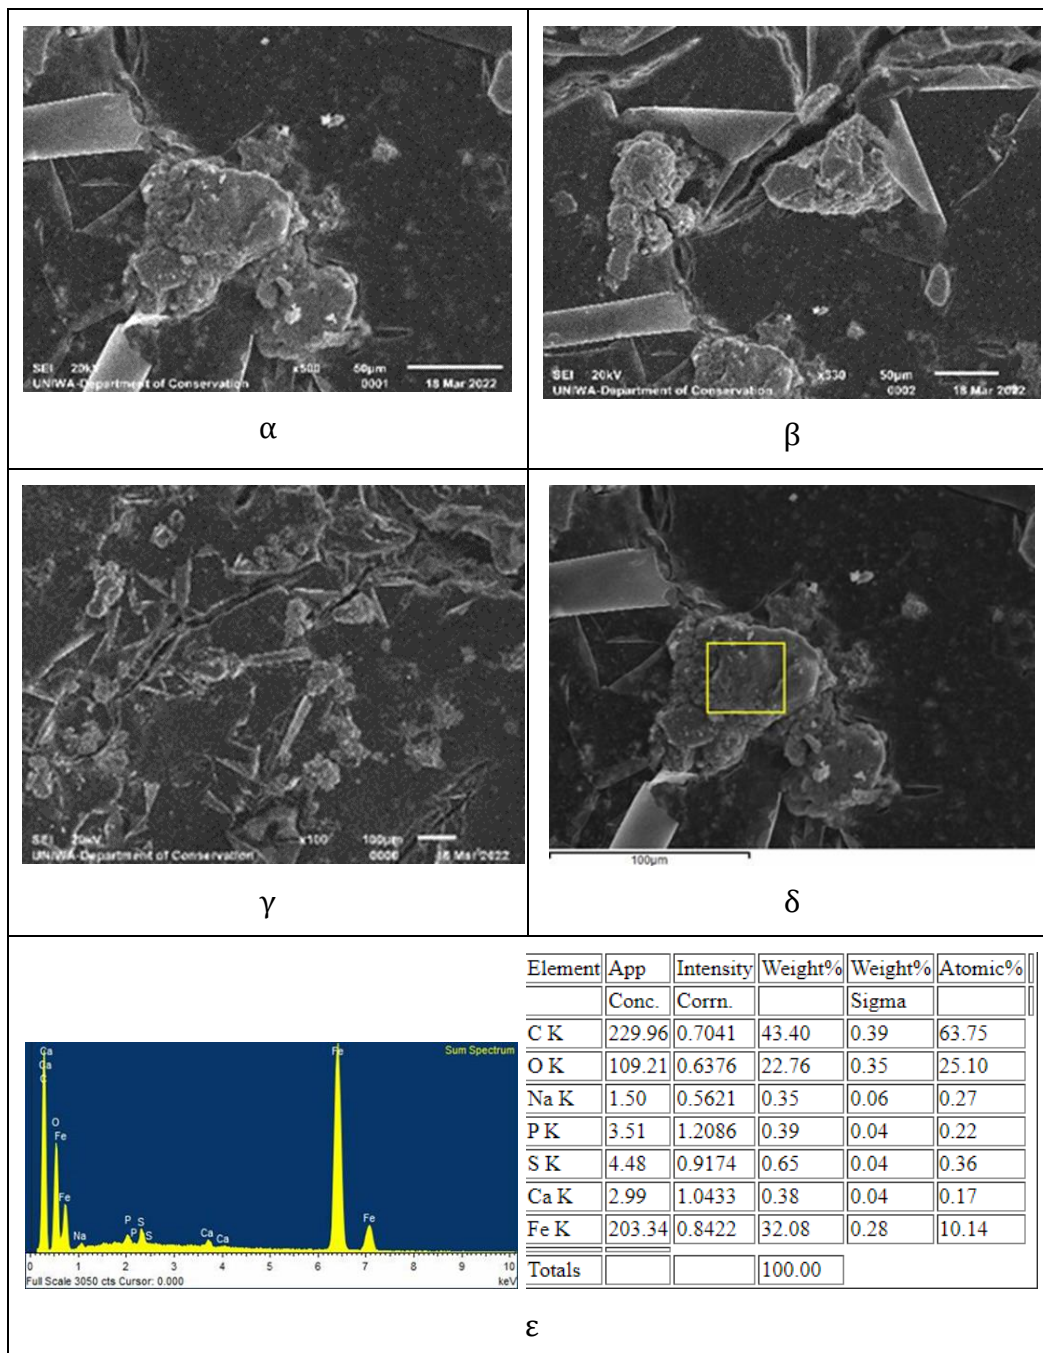 SEI 20kV x500 50µm
UNIWA-Department of Conservation 0001 18 Mar 2022
α
SEI 20kV x330 50µm
UNIWA-Department of Conservation 0002 18 Mar 2022
β
SEI 20kV x100 100µm
UNIWA-Department of Conservation 0000 18 Mar 2022
γ
100µm
δ
Sum Spectrum
Ca Fe
Ca
C
O
Fe
Fe Fe
Na P P S S Ca Ca
0 1 2 3 4 5 6 7 8 9 10
Full Scale 3050 cts Cursor: 0.000 keV
Element App Intensity Weight% Weight% Atomic%
Conc. Corrn. Sigma
C K 229.96 0.7041 43.40 0.39 63.75
O K 109.21 0.6376 22.76 0.35 25.10
Na K 1.50 0.5621 0.35 0.06 0.27
P K 3.51 1.2086 0.39 0.04 0.22
S K 4.48 0.9174 0.65 0.04 0.36
Ca K 2.99 1.0433 0.38 0.04 0.17
Fe K 203.34 0.8422 32.08 0.28 10.14
Totals 100.00
ε